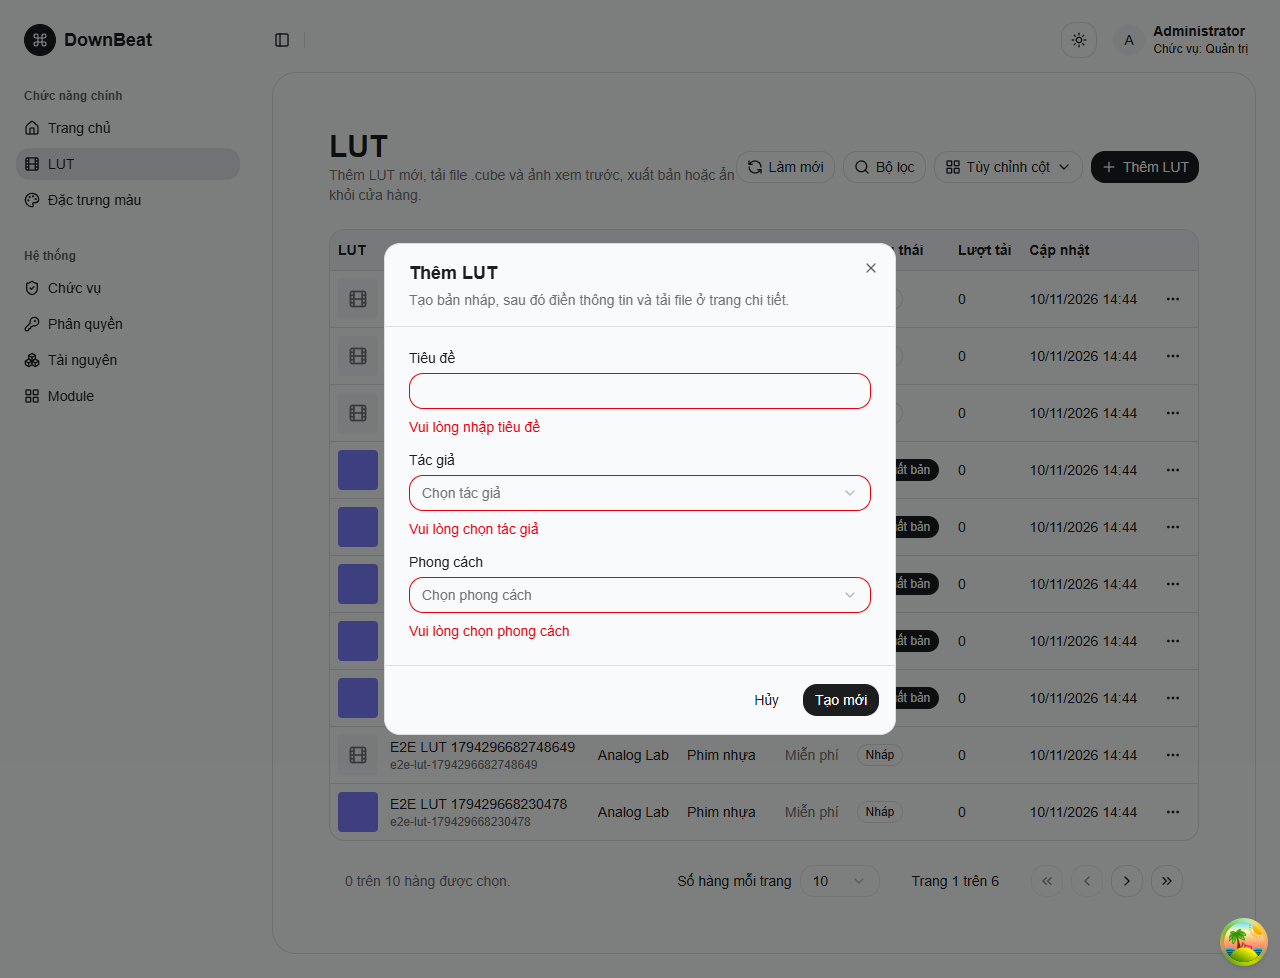 DownBeat
Administrator
Chức vụ: Quản trị
A
Chức năng chính
Trang chủ
LUT
Đặc trưng màu
Hệ thống
Chức vụ
Phân quyền
Tài nguyên
Module
LUT
Thêm LUT mới, tải file .cube và ảnh xem trước, xuất bản hoặc ẩn
khỏi cửa hàng.
Làm mới
Bộ lọc
Tùy chỉnh cột
Thêm LUT
LUT
thái
Lượt tải
Cập nhật
0
10/11/2026 14:44
0
10/11/2026 14:44
0
10/11/2026 14:44
bản
0
10/11/2026 14:44
bản
0
10/11/2026 14:44
bản
0
10/11/2026 14:44
bản
0
10/11/2026 14:44
bản
0
10/11/2026 14:44
Thêm LUT
Tạo bản nháp, sau đó điền thông tin và tải file ở trang chi tiết.
Tiêu đề
Vui lòng nhập tiêu đề
Tác giả
Chọn tác giả
Vui lòng chọn tác giả
Phong cách
Chọn phong cách
Vui lòng chọn phong cách
Hủy
Tạo mới
E2E LUT 1794296682748649
e2e-lut-1794296682748649
Analog Lab
Phim nhựa
Miễn phí
Nháp
0
10/11/2026 14:44
E2E LUT 179429668230478
e2e-lut-179429668230478
Analog Lab
Phim nhựa
Miễn phí
Nháp
0
10/11/2026 14:44
0 trên 10 hàng được chọn.
Số hàng mỗi trang
10
Trang 1 trên 6